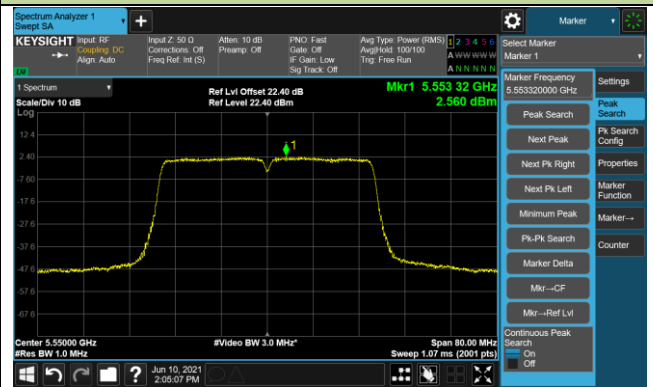 Spectrum Analyzer 1
Swept SA
Marker
KEYSIGHT
Input: RF
Coupling: DC
Align: Auto
Input Z: 50 Ω
Corrections: Off
Freq Ref: Int (S)
Atten: 10 dB
Preamp: Off
PNO: Fast
Gate: Off
IF Gain: Low
Sig Track: Off
Avg Type: Power (RMS)
Avg|Hold: 100/100
Trig: Free Run
1 2 3 4 5 6
A W W W W W
A N N N N N
Select Marker
Marker 1
1 Spectrum
Scale/Div 10 dB
Log
Ref Lvl Offset 22.40 dB
Ref Level 22.40 dBm
Mkr1 5.553 32 GHz
2.560 dBm
12.4
2.40
-7.60
-17.6
-27.6
-37.6
-47.6
-57.6
-67.6
1
Center 5.55000 GHz
#Res BW 1.0 MHz
#Video BW 3.0 MHz*
Span 80.00 MHz
Sweep 1.07 ms (2001 pts)
Marker Frequency
5.553320000 GHz
Peak Search
Next Peak
Next Pk Right
Next Pk Left
Minimum Peak
Pk-Pk Search
Marker Delta
Mkr→CF
Mkr→Ref Lvl
Continuous Peak
Search
On
Off
Settings
Peak
Search
Pk Search
Config
Properties
Marker
Function
Marker→
Counter
?
Jun 10, 2021
2:05:07 PM